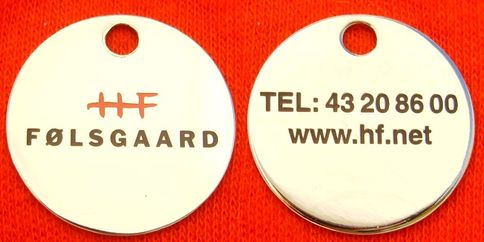 HF
FØLSGAARD
TEL: 43 20 86 00
www.hf.net